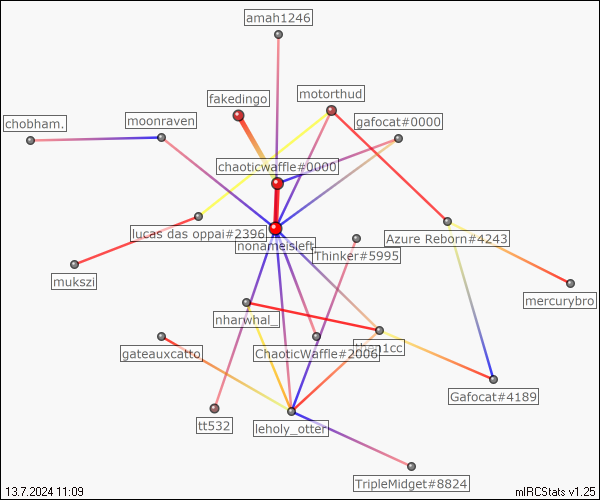 amah1246
fakedingo
motorthud
chobham.
moonraven
gafocat#0000
chaoticwaffle#0000
lucas das oppai#2396
nonameisleft
Azure Reborn#4243
Thinker#5995
mukszi
mercurybro
nharwhal_
gateauxcatto
ChaoticWaffle#2006
Gafocat#4189
tt532
leholy_otter
TripleMidget#8824
13.7.2024 11:09
mIRCStats v1.25